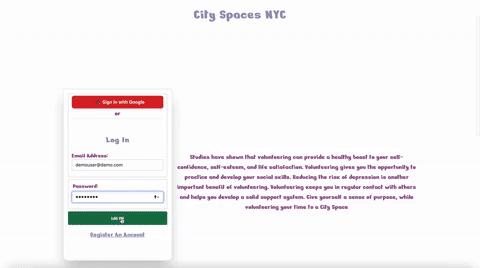 City Spaces NYC
Sign In with Google
or
Log In
Email Address:
demouser@demo.com
Password:
Log In
Register An Account
Studies have shown that volunteering can provide a healthy boost to your self-
confidence, self-esteem, and life satisfaction. Volunteering gives you the opportunity to
practice and develop your social skills. Reducing the risk of depression is another
important benefit of volunteering. Volunteering keeps you in regular contact with others
and helps you develop a solid support system. Give yourself a sense of purpose, while
volunteering your time to a City Space